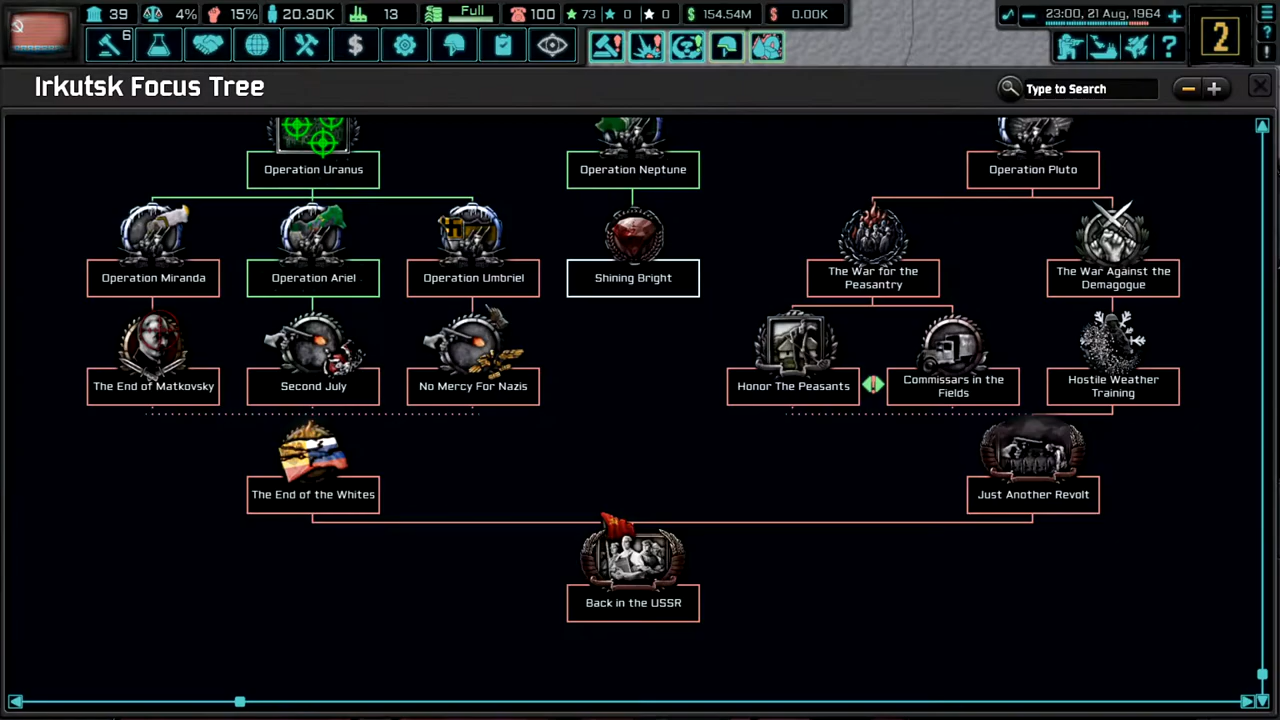 39
4%
15%
20.30K
13
Full
100
73
0
0
$ 154.54M
$ 0.00K
23:00, 21 Aug, 1964
2
6
$
?
?
Irkutsk Focus Tree
Type to Search
Operation Uranus
Operation Neptune
Operation Pluto
Operation Miranda
Operation Ariel
Operation Umbriel
Shining Bright
The War for the
Peasantry
The War Against the
Demagogue
The End of Matkovsky
Second July
No Mercy For Nazis
Honor The Peasants
Commissars in the
Fields
Hostile Weather
Training
The End of the Whites
Just Another Revolt
Back in the USSR